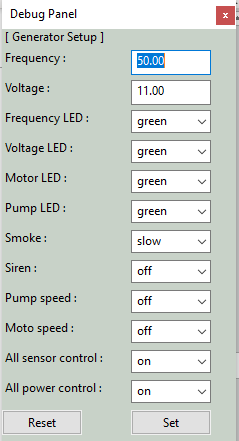 Debug Panel x
[ Generator Setup ]
Frequency : 50.00
Voltage : 11.00
Frequency LED : green
Voltage LED : green
Motor LED : green
Pump LED : green
Smoke : slow
Siren : off
Pump speed : off
Moto speed : off
All sensor control : on
All power control : on
Reset Set